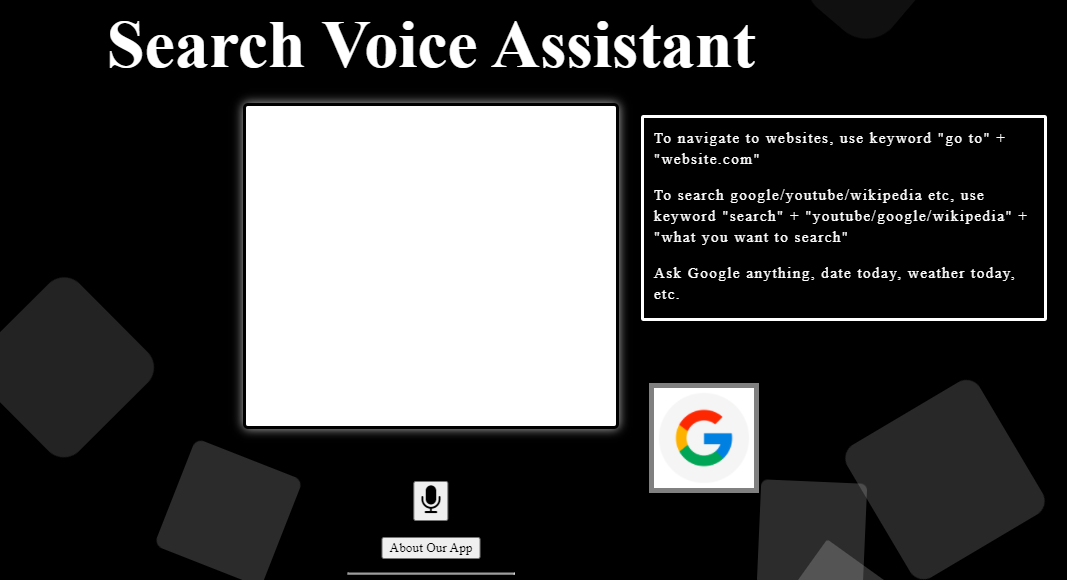 Search Voice Assistant
To navigate to websites, use keyword "go to" +
"website.com"
To search google/youtube/wikipedia etc, use
keyword "search" + "youtube/google/wikipedia" +
"what you want to search"
Ask Google anything, date today, weather today,
etc.
G
About Our App